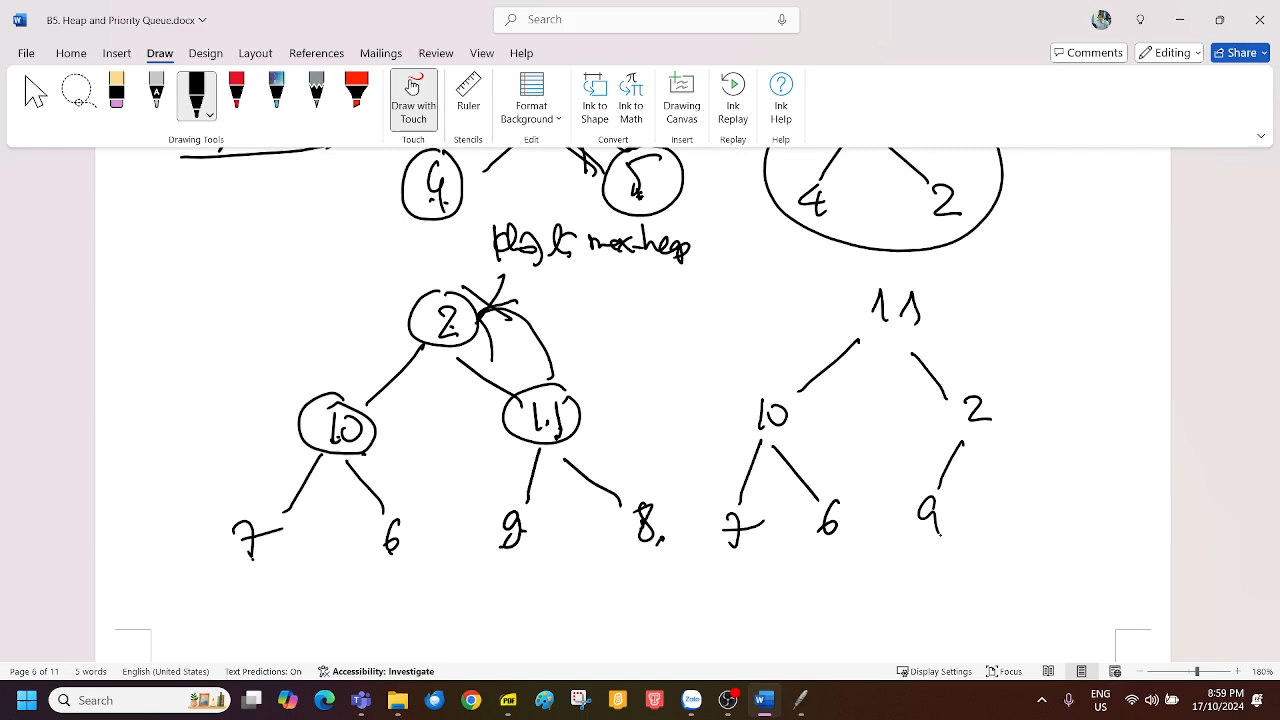 B5. Heap and Priority Queue.docx
Search
File Home Insert Draw Design Layout References Mailings Review View Help
Comments Editing Share
Draw with Touch
Ruler
Format Background
Ink to Shape
Ink to Math
Drawing Canvas
Ink Replay
Ink Help
Drawing Tools Touch Stencils Edit Convert Insert Replay Help
9 5 4 2
max-heap
2 11
10 11 10 2
7 6 9 8 7 6 9
Page 6 of 11 5 words English (United States) Text Predictions: On Accessibility: Investigate Display Settings Focus 180%
Search PDF Zalo ENG US 8:59 PM 17/10/2024